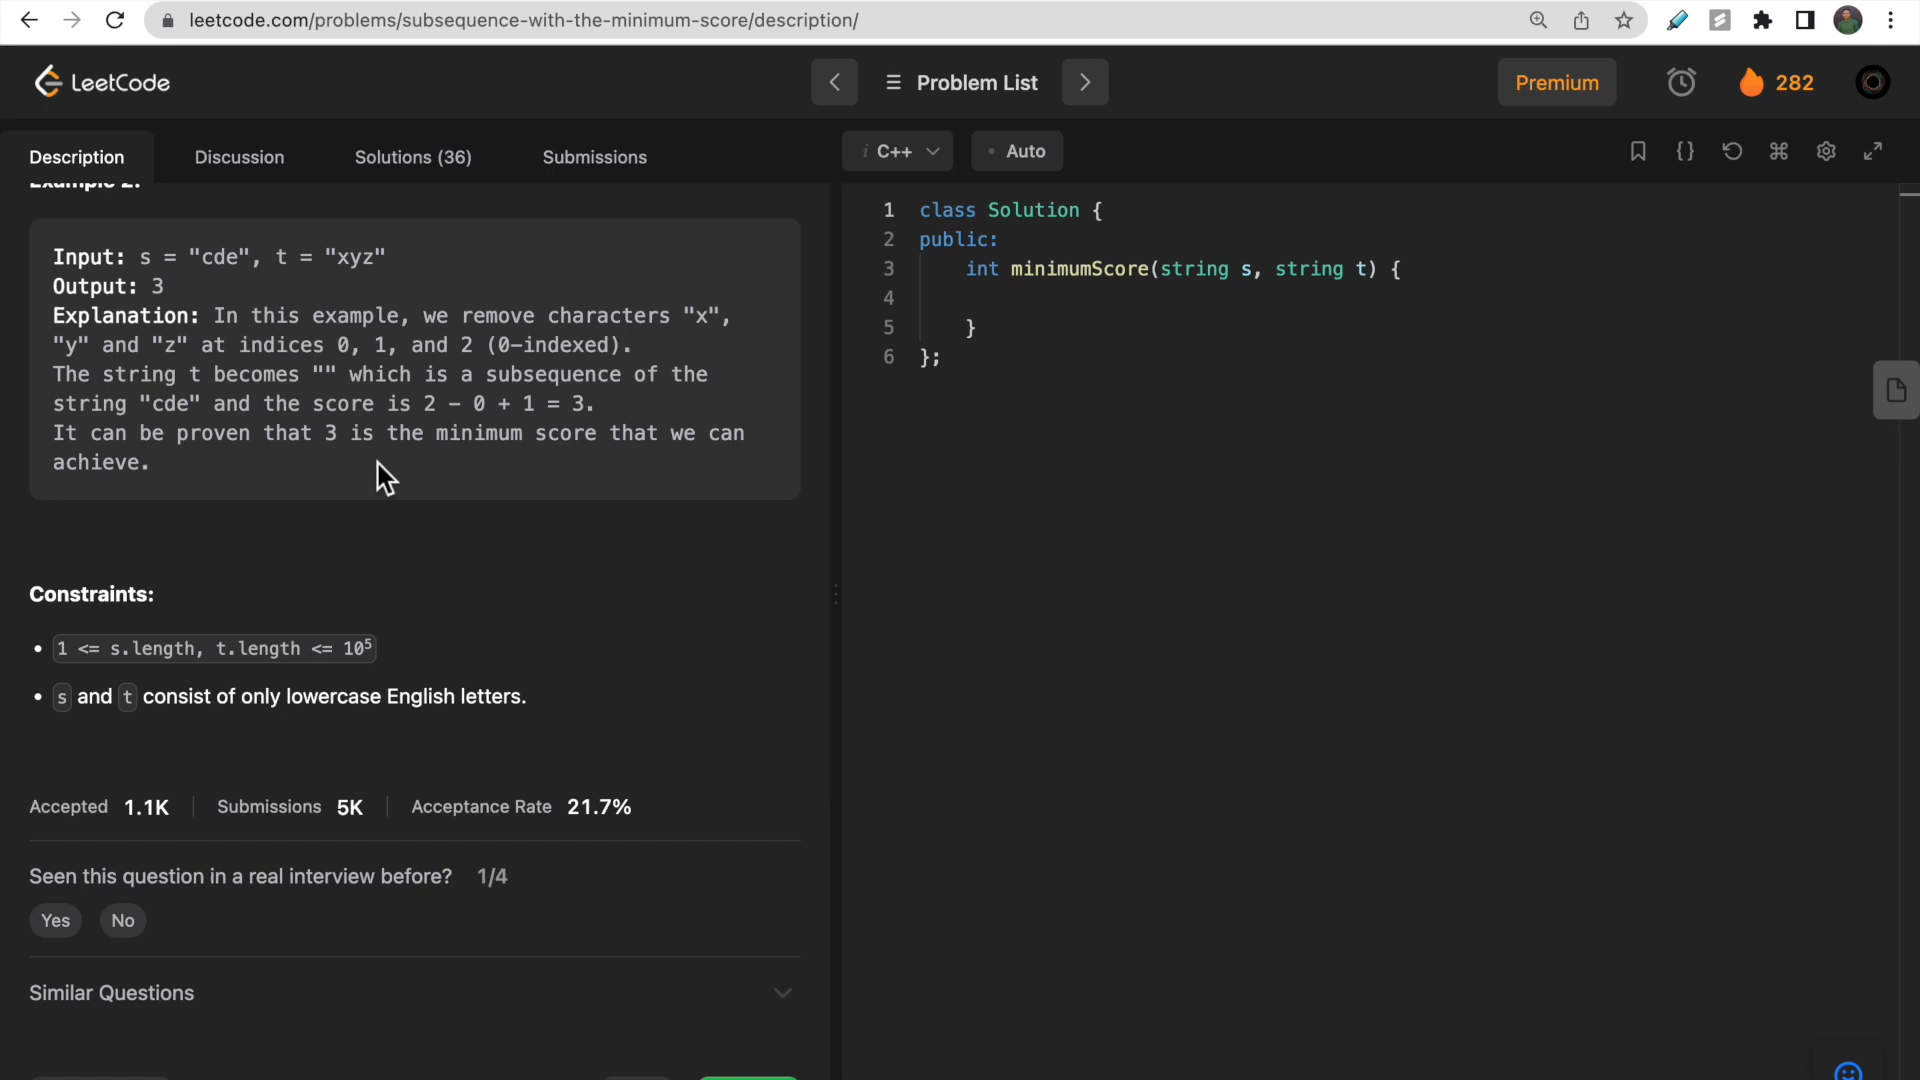 leetcode.com/problems/subsequence-with-the-minimum-score/description/
LeetCode
Problem List
Premium
282
Description
Discussion
Solutions (36)
Submissions
i C++
• Auto
{}
Example 2:
Input: s = "cde", t = "xyz"
Output: 3
Explanation: In this example, we remove characters "x",
"y" and "z" at indices 0, 1, and 2 (0-indexed).
The string t becomes "" which is a subsequence of the
string "cde" and the score is 2 - 0 + 1 = 3.
It can be proven that 3 is the minimum score that we can
achieve.
Constraints:
• 1 <= s.length, t.length <= 10⁵
• s and t consist of only lowercase English letters.
Accepted 1.1K
Submissions 5K
Acceptance Rate 21.7%
Seen this question in a real interview before? 1/4
Yes
No
Similar Questions
1 class Solution {
2 public:
3 int minimumScore(string s, string t) {
4
5 }
6 };